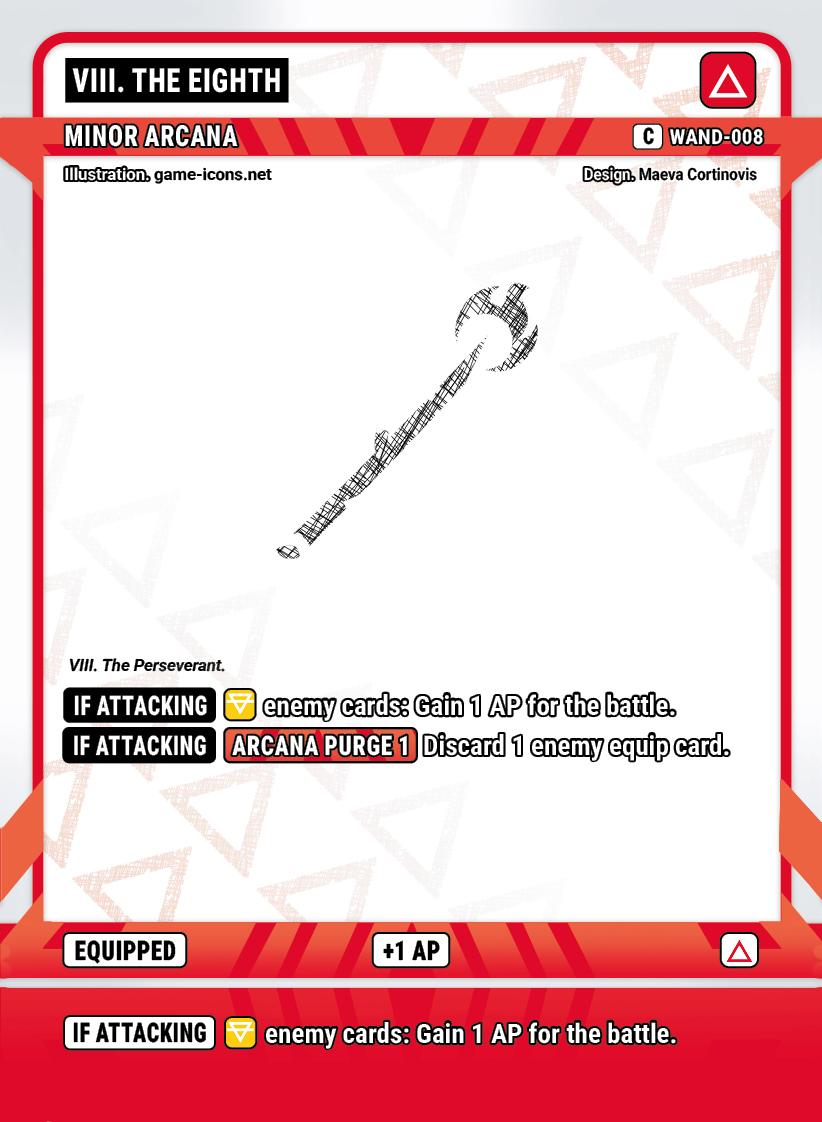 VIII. THE EIGHTH
MINOR ARCANA C WAND-008
Illustration. game-icons.net Design. Maeva Cortinovis
VIII. The Perseverant.
IF ATTACKING enemy cards: Gain 1 AP for the battle.
IF ATTACKING ARCANA PURGE 1 Discard 1 enemy equip card.
EQUIPPED +1 AP
IF ATTACKING enemy cards: Gain 1 AP for the battle.